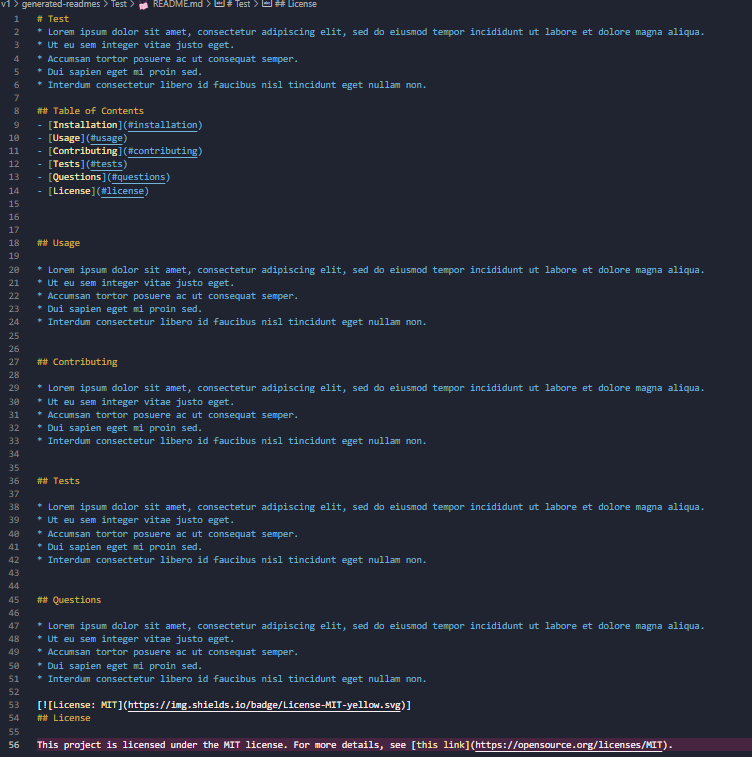 v1 > generated-readmes > Test > README.md > # Test > ## License
1 # Test
2 * Lorem ipsum dolor sit amet, consectetur adipiscing elit, sed do eiusmod tempor incididunt ut labore et dolore magna aliqua.
3 * Ut eu sem integer vitae justo eget.
4 * Accumsan tortor posuere ac ut consequat semper.
5 * Dui sapien eget mi proin sed.
6 * Interdum consectetur libero id faucibus nisl tincidunt eget nullam non.
7
8 ## Table of Contents
9 - [Installation](#installation)
10 - [Usage](#usage)
11 - [Contributing](#contributing)
12 - [Tests](#tests)
13 - [Questions](#questions)
14 - [License](#license)
15
16
17
18 ## Usage
19
20 * Lorem ipsum dolor sit amet, consectetur adipiscing elit, sed do eiusmod tempor incididunt ut labore et dolore magna aliqua.
21 * Ut eu sem integer vitae justo eget.
22 * Accumsan tortor posuere ac ut consequat semper.
23 * Dui sapien eget mi proin sed.
24 * Interdum consectetur libero id faucibus nisl tincidunt eget nullam non.
25
26
27 ## Contributing
28
29 * Lorem ipsum dolor sit amet, consectetur adipiscing elit, sed do eiusmod tempor incididunt ut labore et dolore magna aliqua.
30 * Ut eu sem integer vitae justo eget.
31 * Accumsan tortor posuere ac ut consequat semper.
32 * Dui sapien eget mi proin sed.
33 * Interdum consectetur libero id faucibus nisl tincidunt eget nullam non.
34
35
36 ## Tests
37
38 * Lorem ipsum dolor sit amet, consectetur adipiscing elit, sed do eiusmod tempor incididunt ut labore et dolore magna aliqua.
39 * Ut eu sem integer vitae justo eget.
40 * Accumsan tortor posuere ac ut consequat semper.
41 * Dui sapien eget mi proin sed.
42 * Interdum consectetur libero id faucibus nisl tincidunt eget nullam non.
43
44
45 ## Questions
46
47 * Lorem ipsum dolor sit amet, consectetur adipiscing elit, sed do eiusmod tempor incididunt ut labore et dolore magna aliqua.
48 * Ut eu sem integer vitae justo eget.
49 * Accumsan tortor posuere ac ut consequat semper.
50 * Dui sapien eget mi proin sed.
51 * Interdum consectetur libero id faucibus nisl tincidunt eget nullam non.
52
53 [![License: MIT](https://img.shields.io/badge/License-MIT-yellow.svg)]
54 ## License
55
56 This project is licensed under the MIT license. For more details, see [this link](https://opensource.org/licenses/MIT).